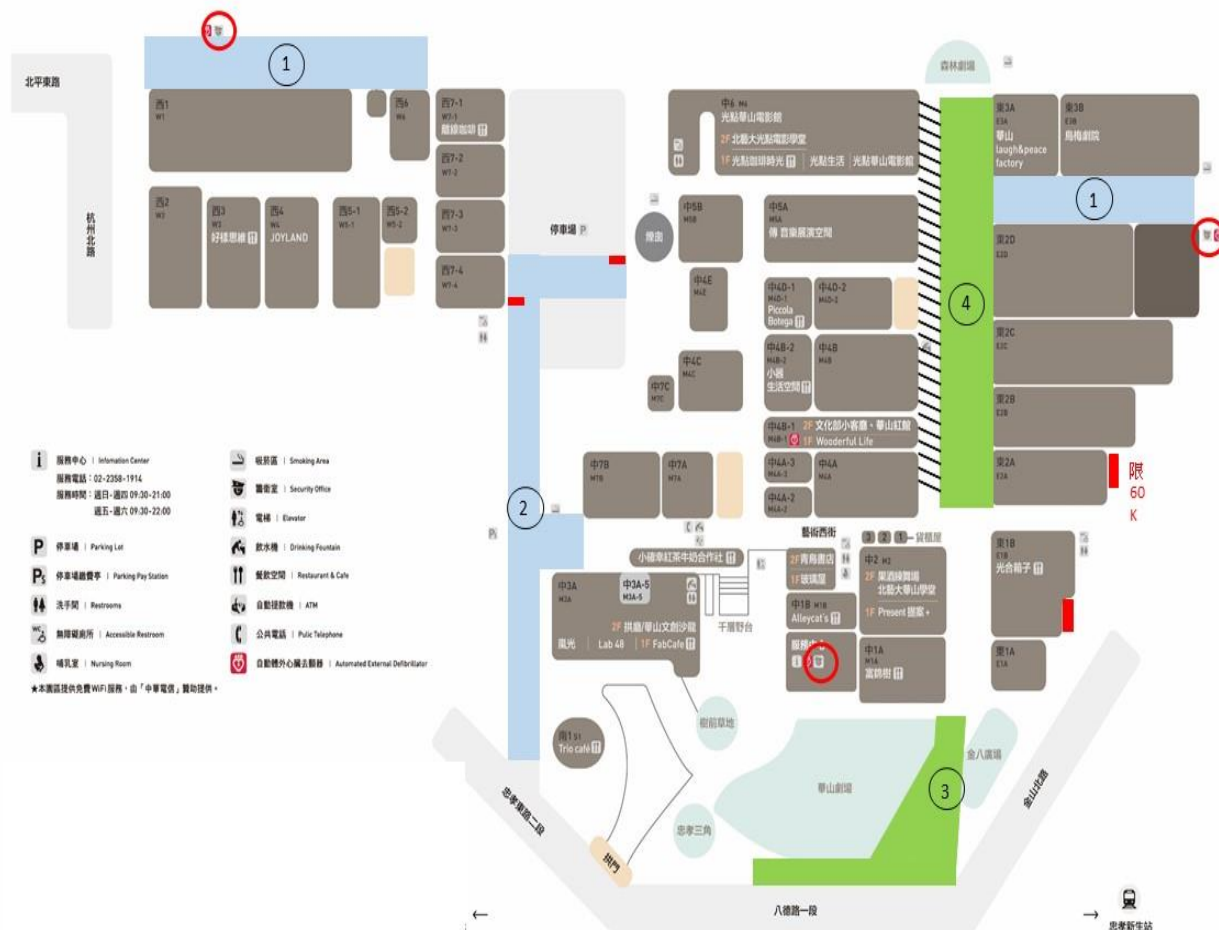 北平東路
杭州北路
1
西1
W1
西6
W6
西7-1
W7-1
離線咖啡
西7-2
W7-2
西7-3
W7-3
西7-4
W7-4
西2
W2
西3
W3
好樣思維
西4
W4
JOYLAND
西5-1
W5-1
西5-2
W5-2
停車場 P
煙囪
中6 M6
光點華山電影館
2F 北藝大光點電影學堂
1F 光點咖啡時光 | 光點生活 | 光點華山電影館
中5B
M5B
中5A
M5A
傳 音樂展演空間
中4E
M4E
中4D-1
M4D-1
Piccola
Botega
中4D-2
M4D-2
中4C
M4C
中7C
M7C
中4B-2
M4B-2
小器
生活空間
中4B
M4B
中4B-1
M4B-1
2F 文化部小客廳・華山紅館
1F Wonderful Life
中7B
M7B
中7A
M7A
中4A-3
M4A-3
中4A
M4A
中4A-2
M4A-2
森林劇場
東3A
E3A
華山
laugh&peace
factory
東3B
E3B
烏梅劇院
1
東2D
E2D
4
東2C
E2C
東2B
E2B
東2A
E2A
限
60
K
2
藝術西街
3 2 1 — 貨櫃屋
小確幸紅茶牛奶合作社
2F 青鳥書店
1F 玻璃屋
中2 M2
2F 果酒練舞場
北藝大華山學堂
1F Present 提案+
東1B
E1B
光合箱子
中3A
M3A
中3A-5
M3A-5
2F 拱廳/華山文創沙龍
風光 | Lab 48 | 1F FabCafe
千層野台
中1B M1B
Alleycat's
服務中心
中1A
M1A
富錦樹
東1A
E1A
南1 S1
Trio café
樹前草地
華山劇場
金八廣場
3
忠孝三角
拱門
忠孝東路二段
金山北路
八德路一段
← →
忠孝新生站
i 服務中心 | Infomation Center
服務電話：02-2358-1914
服務時間：週日-週四 09:30-21:00
週五-週六 09:30-22:00
P 停車場 | Parking Lot
Ps 停車場繳費亭 | Parking Pay Station
洗手間 | Restrooms
WC 無障礙廁所 | Accessible Restroom
哺乳室 | Nursing Room
吸菸區 | Smoking Area
警衛室 | Security Office
電梯 | Elevator
飲水機 | Drinking Fountain
餐飲空間 | Restaurant & Cafe
自動提款機 | ATM
公共電話 | Pulic Telephone
自動體外心臟去顫器 | Automated External Defibrillator
★本園區提供免費WiFi服務，由「中華電信」贊助提供。